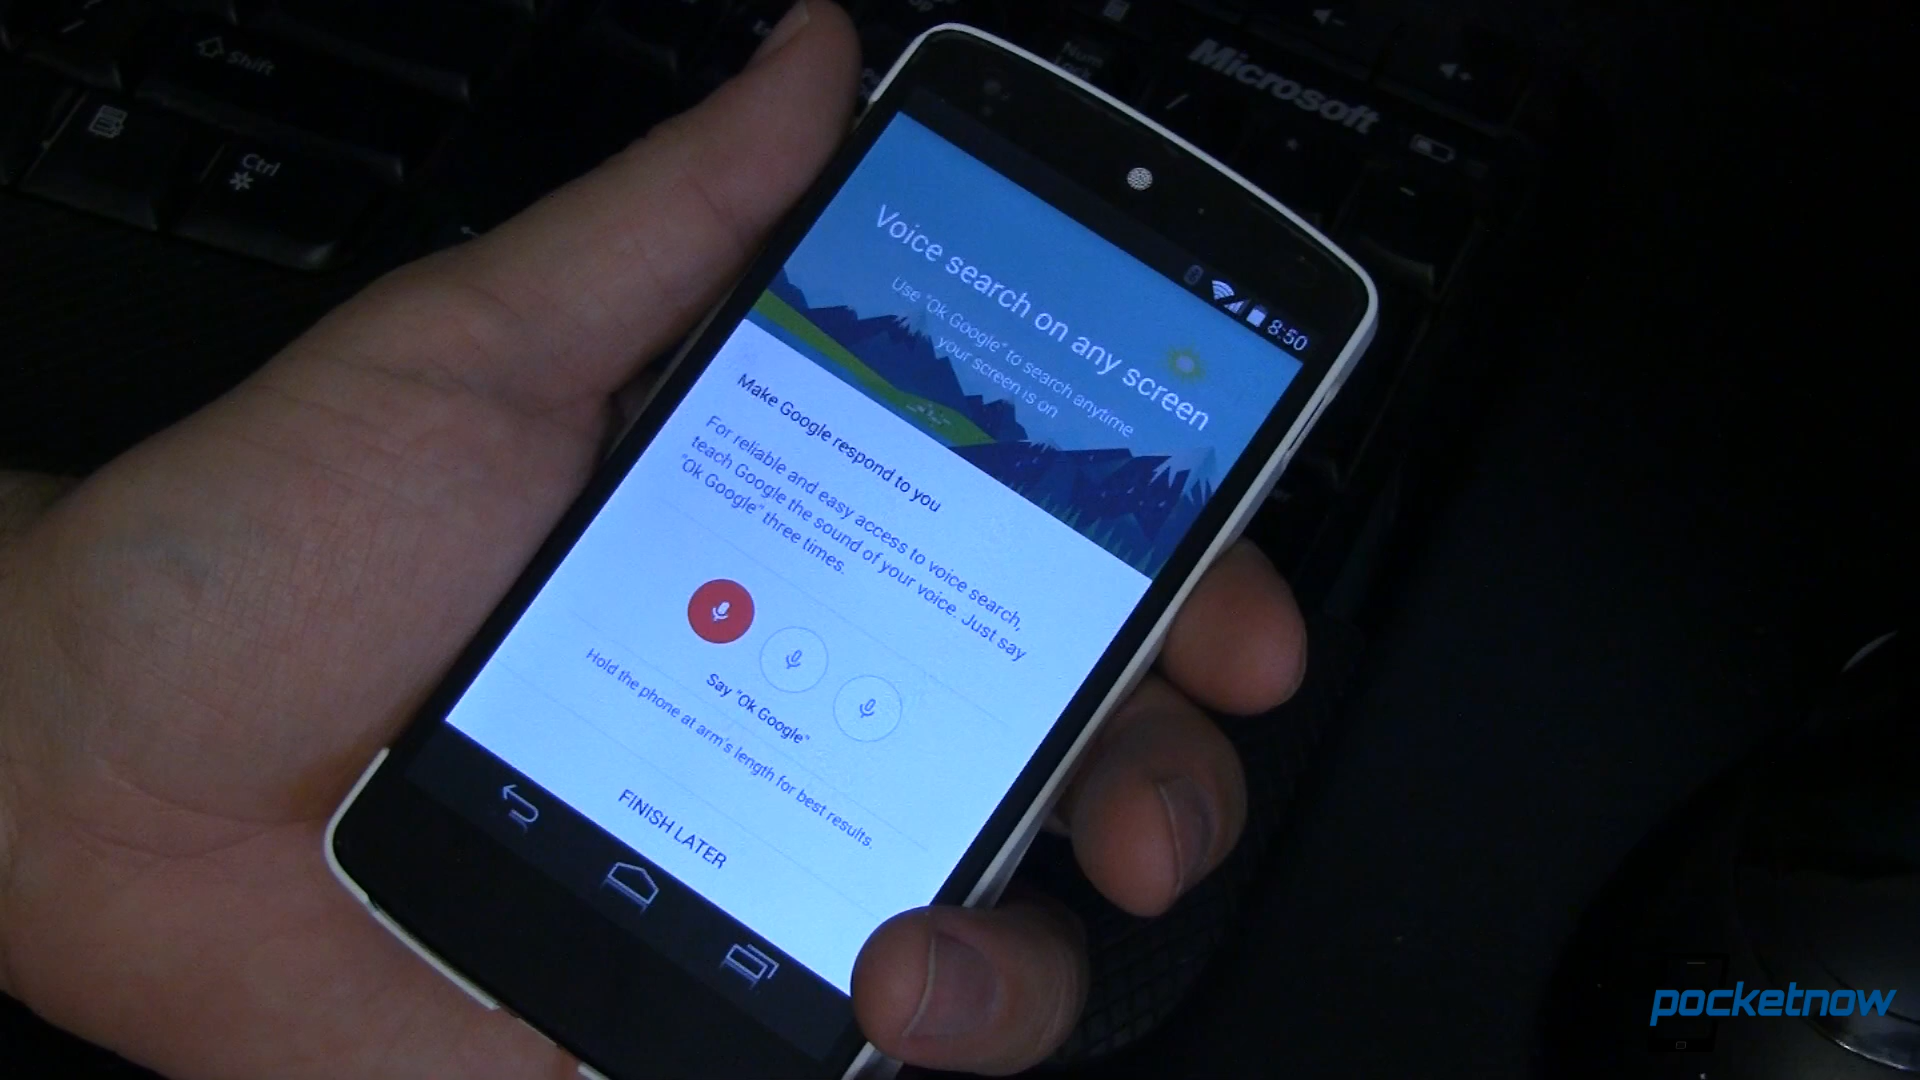 Shift
Ctrl
Num
Lock
Microsoft
8:50
Voice search on any screen
Use "Ok Google" to search anytime
your screen is on
Make Google respond to you
For reliable and easy access to voice search,
teach Google the sound of your voice. Just say
"Ok Google" three times.
Say "Ok Google"
Hold the phone at arm's length for best results.
FINISH LATER
pocketnow